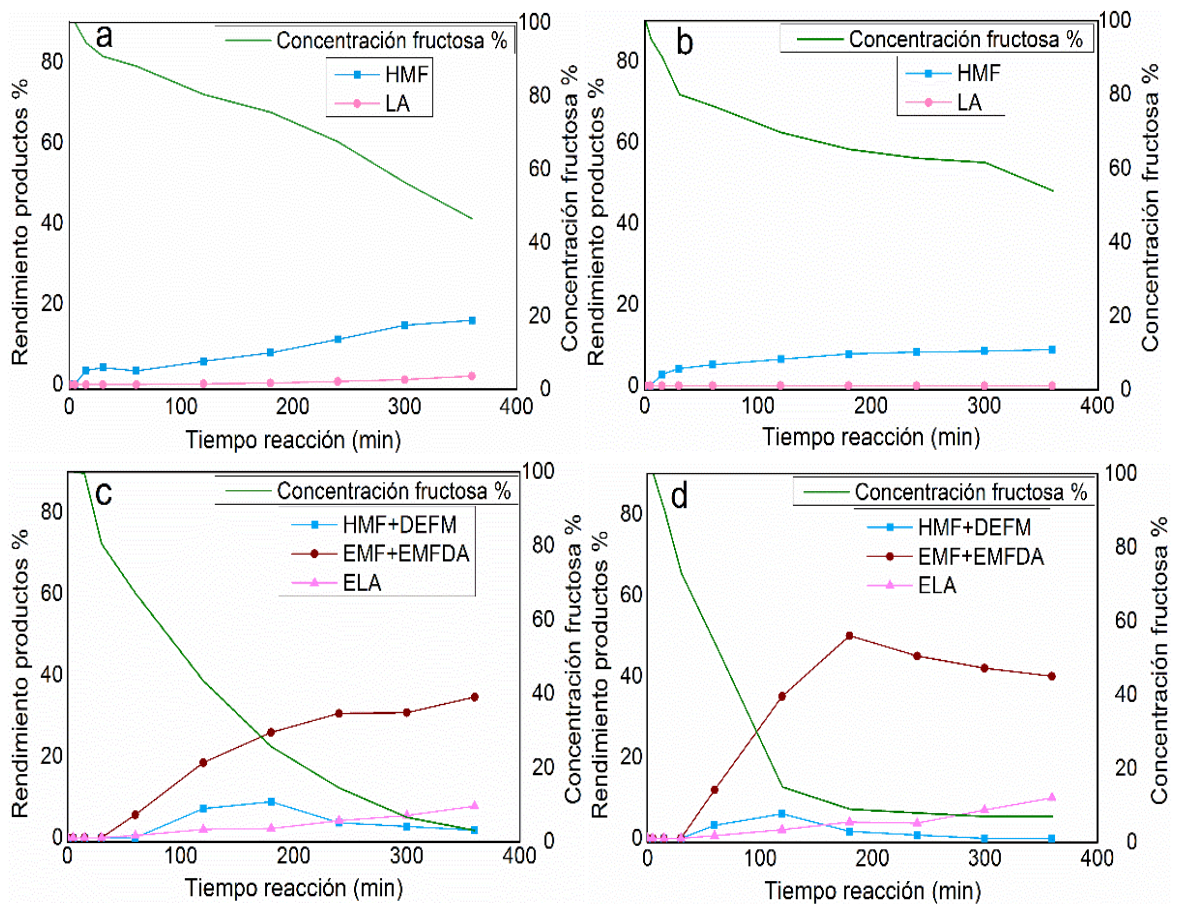 a
Concentración fructosa %
HMF
LA
Rendimiento productos %
80
60
40
20
0
100
80
60
40
20
0
Concentración fructosa %
0 100 200 300 400
Tiempo reacción (min)
b
Concentración fructosa %
HMF
LA
Rendimiento productos %
80
60
40
20
0
100
80
60
40
20
0
Concentración fructosa %
0 100 200 300 400
Tiempo reacción (min)
c
Concentración fructosa %
HMF+DEFM
EMF+EMFDA
ELA
Rendimiento productos %
80
60
40
20
0
100
80
60
40
20
0
Concentración fructosa %
0 100 200 300 400
Tiempo reacción (min)
d
Concentración fructosa %
HMF+DEFM
EMF+EMFDA
ELA
Rendimiento productos %
80
60
40
20
0
100
80
60
40
20
0
Concentración fructosa %
0 100 200 300 400
Tiempo reacción (min)